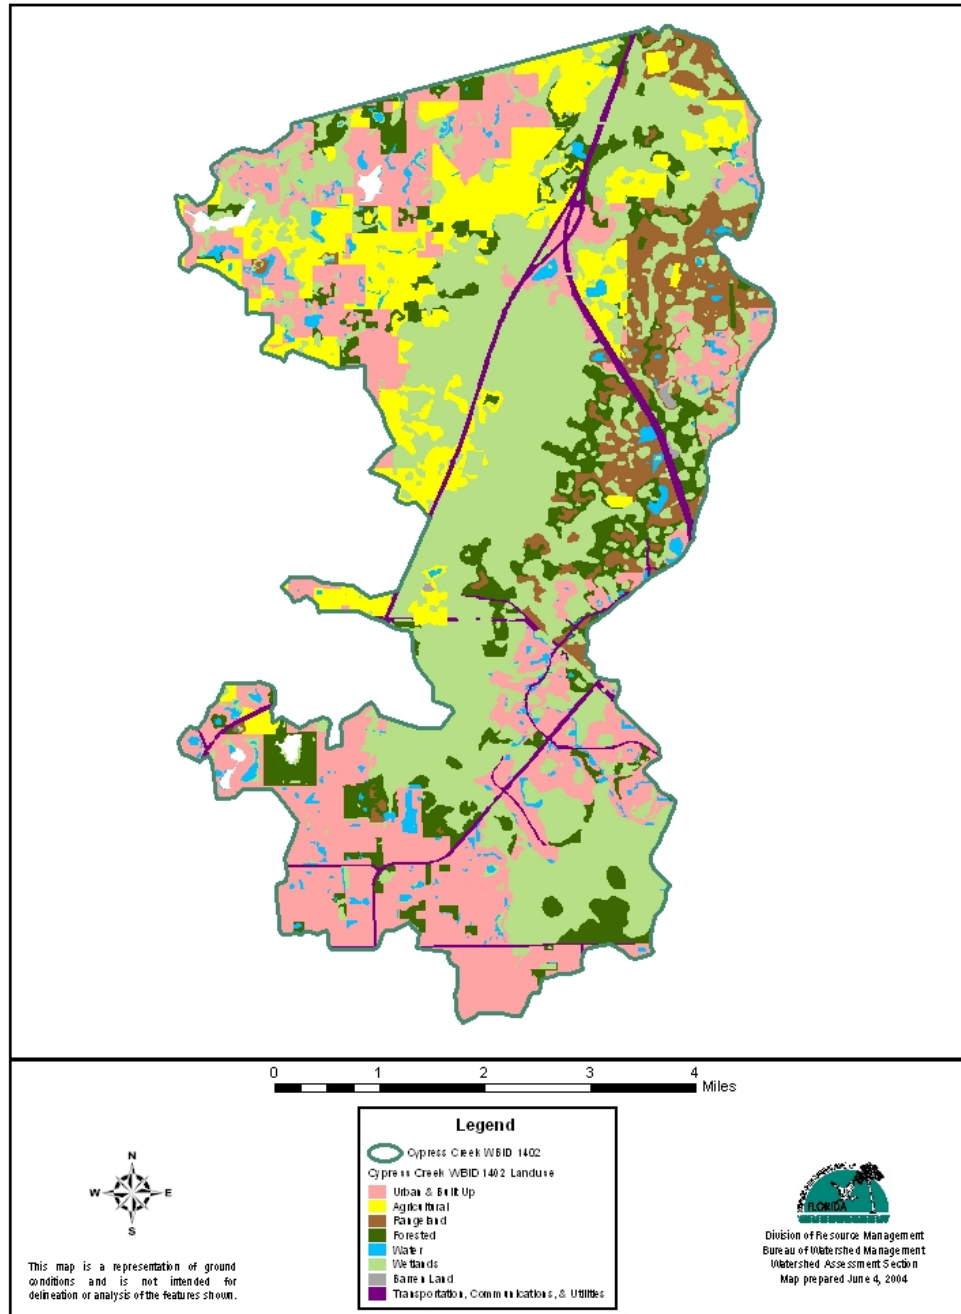 0 1 2 3 4
Miles
Legend
Cypress Creek WBID 1402
Cypress Creek WBID 1402 Landuse
Urban & Built Up
Agricultural
Rangeland
Forested
Water
Wetlands
Barren Land
Transportation, Communications, & Utilities
N
W E
S
This map is a representation of ground
conditions and is not intended for
delineation or analysis of the features shown.
FLORIDA
Division of Resource Management
Bureau of Watershed Management
Watershed Assessment Section
Map prepared June 4, 2004